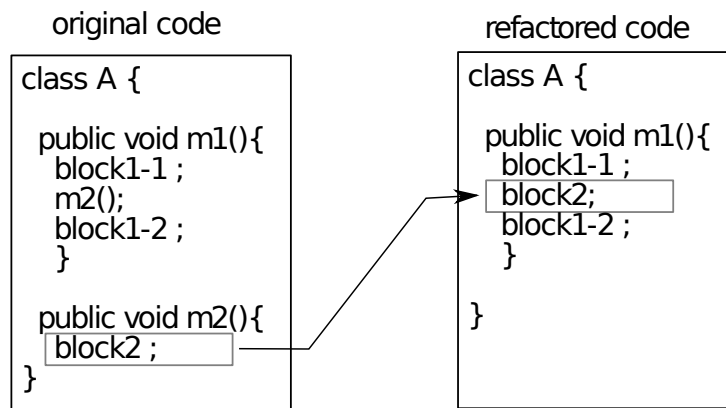 original code
class A {
public void m1(){
block1-1 ;
m2();
block1-2 ;
}
public void m2(){
block2 ;
}
refactored code
class A {
public void m1(){
block1-1 ;
block2;
block1-2 ;
}
}